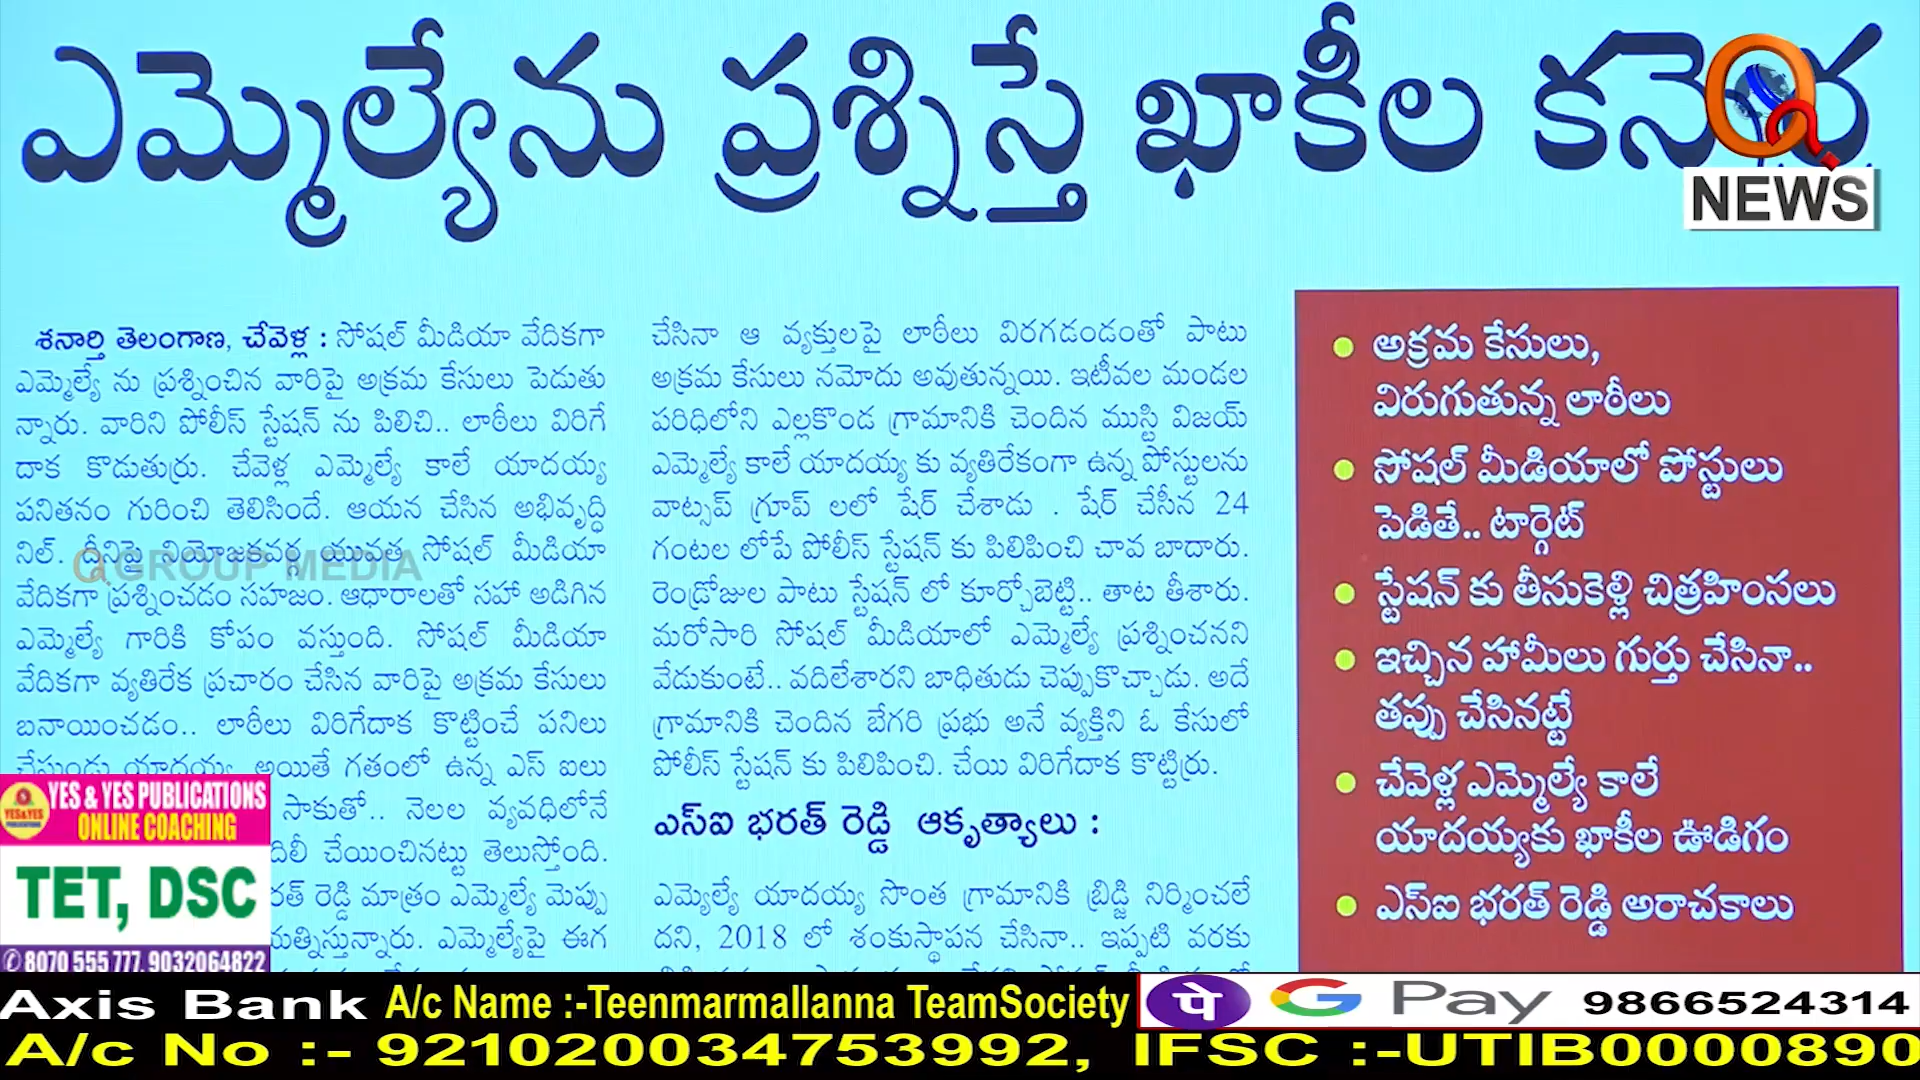 ఎమ్మెల్యేను ప్రశ్నిస్తే ఖాకీల
NEWS
శనార్తి తెలంగాణ, చేవెళ్ల : సోషల్ మీడియా వేదికగా
ఎమ్మెల్యే ను ప్రశ్నించిన వారిపై అక్రమ కేసులు పెడుతు
న్నారు. వారిని పోలీస్ స్టేషన్ ను పిలిచి.. లాఠీలు విరిగే
దాక కొడుతుర్రు. చేవెళ్ల ఎమ్మెల్యే కాలే యాదయ్య
పనితనం గురించి తెలిసిందే. ఆయన చేసిన అభివృద్ధి
నిల్. దీనిపై నియోజకవర్గ యువత సోషల్ మీడియా
వేదికగా ప్రశ్నించడం సహజం. ఆధారాలతో సహా అడిగిన
ఎమ్మెల్యే గారికి కోపం వస్తుంది. సోషల్ మీడియా
వేదికగా వ్యతిరేక ప్రచారం చేసిన వారిపై అక్రమ కేసులు
బనాయించడం.. లాఠీలు విరిగేదాక కొట్టించే పనిలు
చేస్తుండు యాదయ్య. అయితే గతంలో ఉన్న ఎస్ ఐలు
సాకుతో.. నెలల వ్యవధిలోనే
చేయించినట్టు తెలుస్తోంది.
రెడ్డి మాత్రం ఎమ్మెల్యే మెప్పు
ఎమ్మెల్యేపై ఈగ
Q GROUP MEDIA
చేసినా ఆ వ్యక్తులపై లాఠీలు విరగడండంతో పాటు
అక్రమ కేసులు నమోదు అవుతున్నయి. ఇటీవల మండల
పరిధిలోని ఎల్లకొండ గ్రామానికి చెందిన ముస్టి విజయ్
ఎమ్మెల్యే కాలే యాదయ్య కు వ్యతిరేకంగా ఉన్న పోస్టులను
వాట్సప్ గ్రూప్ లలో షేర్ చేశాడు . షేర్ చేసిన 24
గంటల లోపే పోలీస్ స్టేషన్ కు పిలిపించి చావ బాదారు.
రెండ్రోజుల పాటు స్టేషన్ లో కూర్చోబెట్టి.. తాట తీశారు.
మరోసారి సోషల్ మీడియాలో ఎమ్మెల్యే ప్రశ్నించనని
వేడుకుంటే.. వదిలేశారని బాధితుడు చెప్పుకొచ్చాడు. అదే
గ్రామానికి చెందిన బేగరి ప్రభు అనే వ్యక్తిని ఓ కేసులో
పోలీస్ స్టేషన్ కు పిలిపించి. చేయి విరిగేదాక కొట్టిర్రు.
ఎస్ఐ భరత్ రెడ్డి ఆకృత్యాలు :
ఎమ్యెల్యే యాదయ్య సొంత గ్రామానికి బ్రిడ్జి నిర్మించలే
దని, 2018 లో శంకుస్థాపన చేసినా.. ఇప్పటి వరకు
అక్రమ కేసులు,
విరుగుతున్న లాఠీలు
సోషల్ మీడియాలో పోస్టులు
పెడితే.. టార్గెట్
స్టేషన్ కు తీసుకెళ్లి చిత్రహింసలు
ఇచ్చిన హామీలు గుర్తు చేసినా..
తప్పు చేసినట్టే
చేవెళ్ల ఎమ్మెల్యే కాలే
యాదయ్యకు ఖాకీల ఊడిగం
ఎస్ఐ భరత్ రెడ్డి అరాచకాలు
YES & YES PUBLICATIONS
ONLINE COACHING
TET, DSC
8070 555 777, 9032064822
Axis Bank A/c Name :-Teenmarmallanna TeamSociety
पे G Pay 9866524314
A/c No :- 921020034753992, IFSC :-UTIB0000890